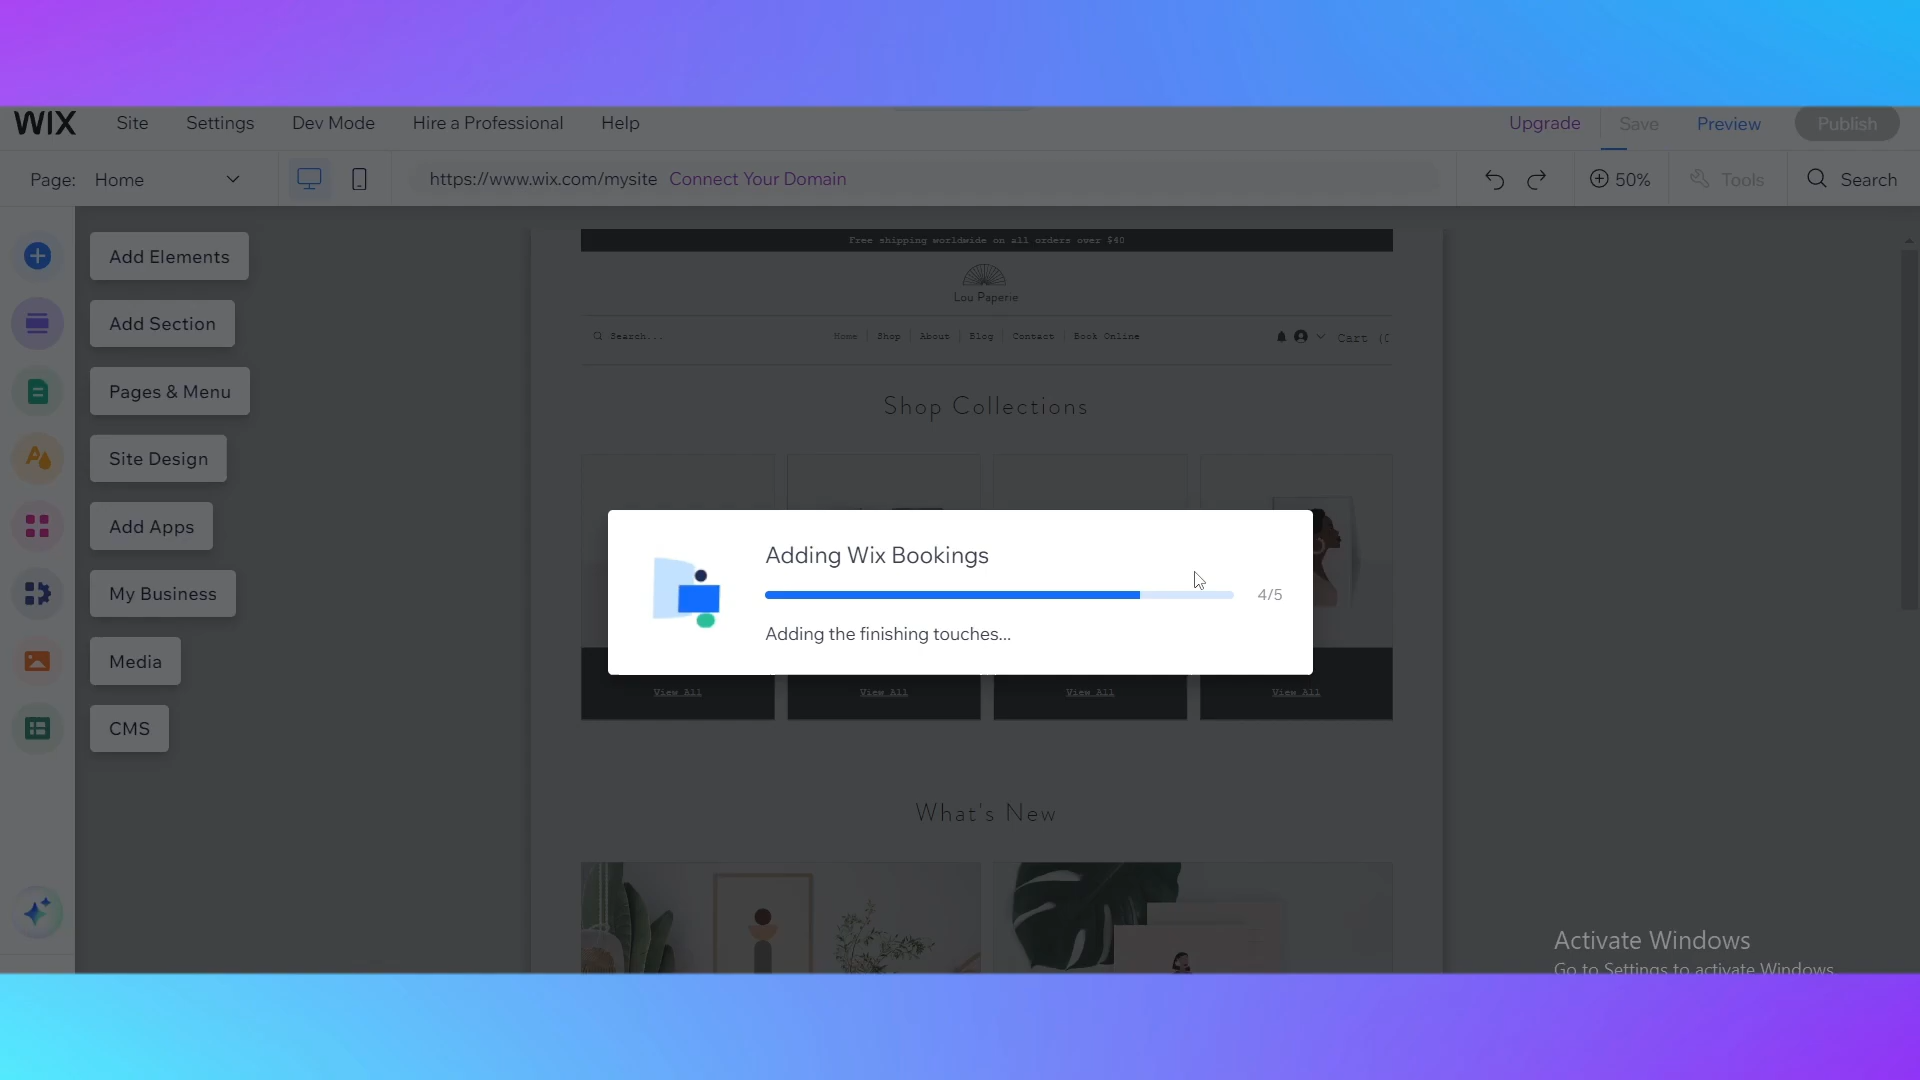 WIX Site Settings Dev Mode Hire a Professional Help Upgrade Save Preview Publish
Page: Home https://www.wix.com/mysite Connect Your Domain 50% Tools Search
Add Elements
Add Section
Pages & Menu
Site Design
Add Apps
My Business
Media
CMS
Free shipping worldwide on all orders over $40
Lou Paperie
Search... Home Shop About Blog Contact Book Online Cart (0
Shop Collections
Adding Wix Bookings
4/5
Adding the finishing touches...
View All View All View All View All
What's New
Activate Windows
Go to Settings to activate Windows.